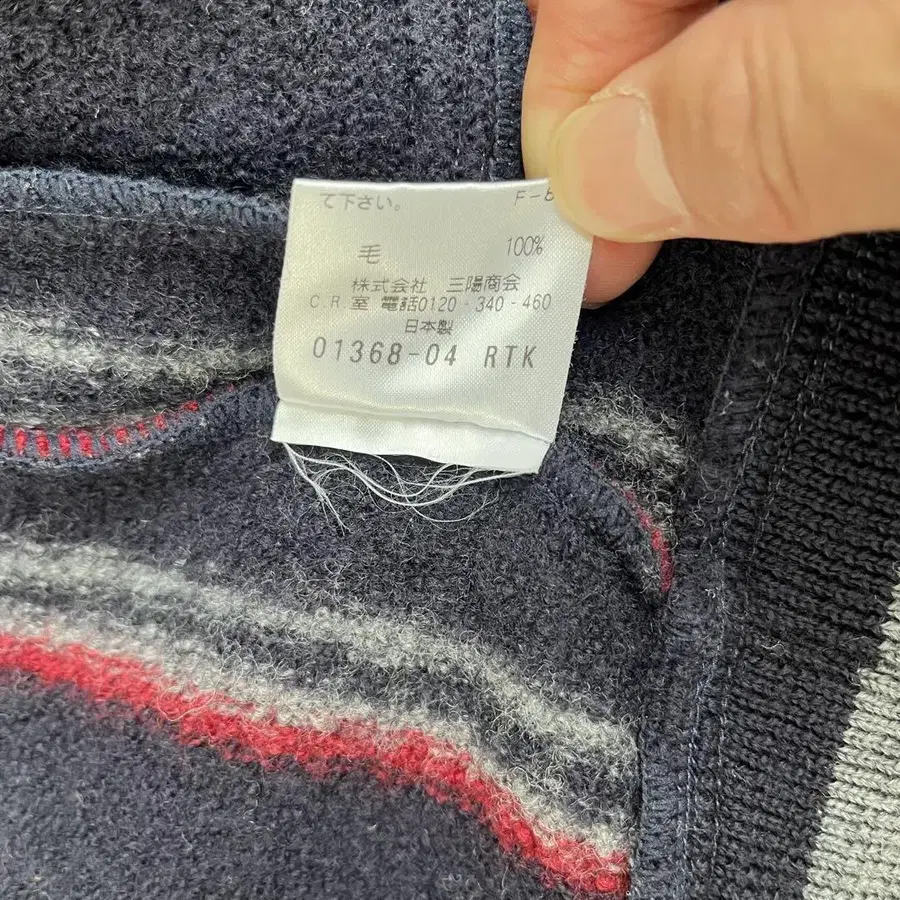 て下さい。
毛 100%
株式会社 三陽商会
C.R.室 電話0120-340-460
日本製
01368-04 RTK